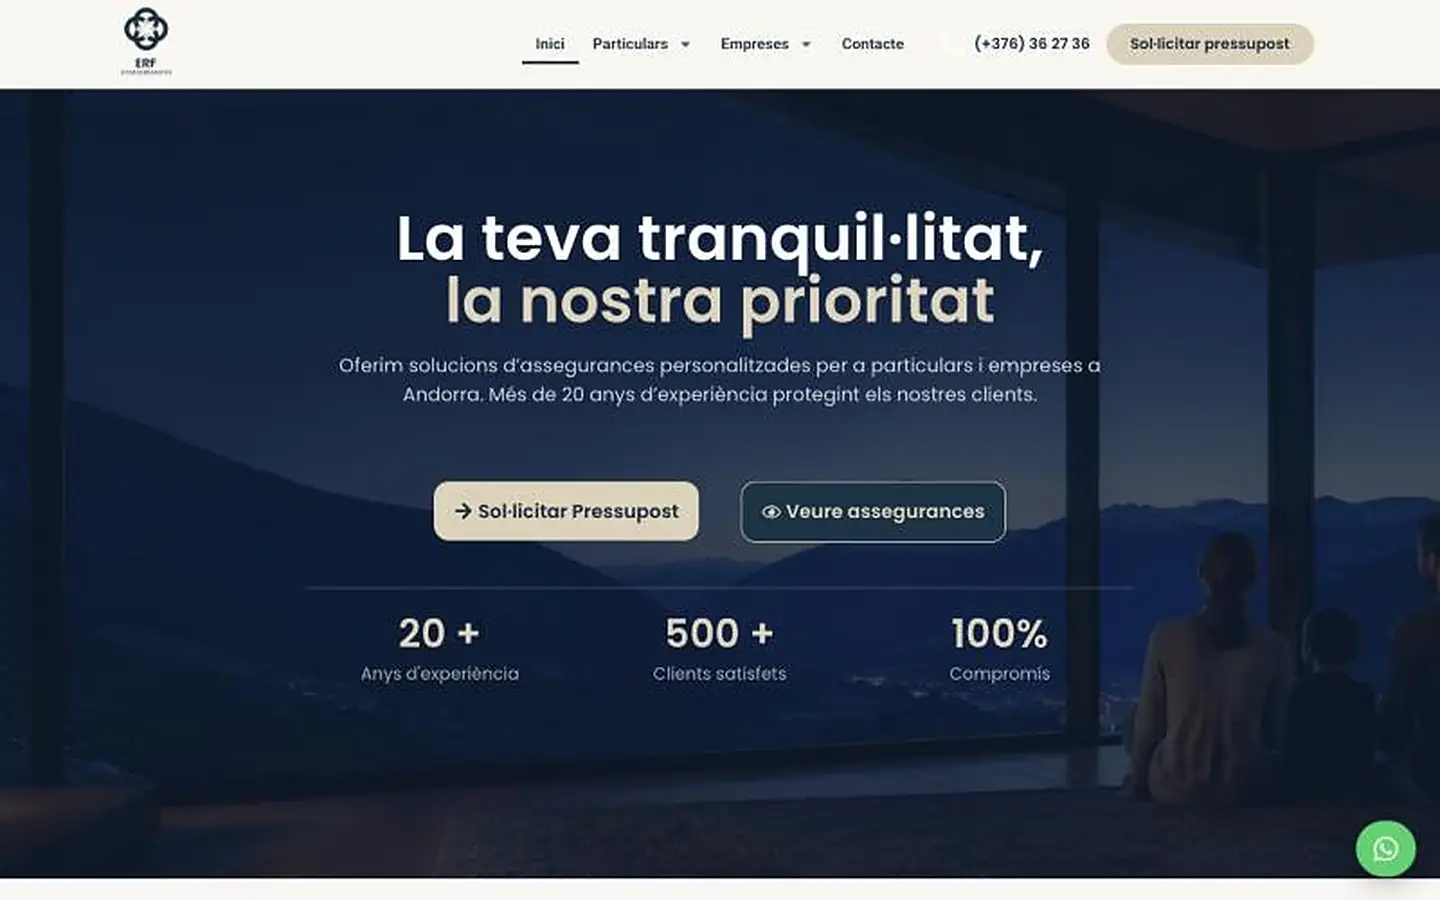 ERF
Inici
Particulars
Empreses
Contacte
(+376) 36 27 36
Sol·licitar pressupost
La teva tranquil·litat,
la nostra prioritat
Oferim solucions d'assegurances personalitzades per a particulars i empreses a
Andorra. Més de 20 anys d'experiència protegint els nostres clients.
Sol·licitar Pressupost
Veure assegurances
20 +
Anys d'experiència
500 +
Clients satisfets
100%
Compromís